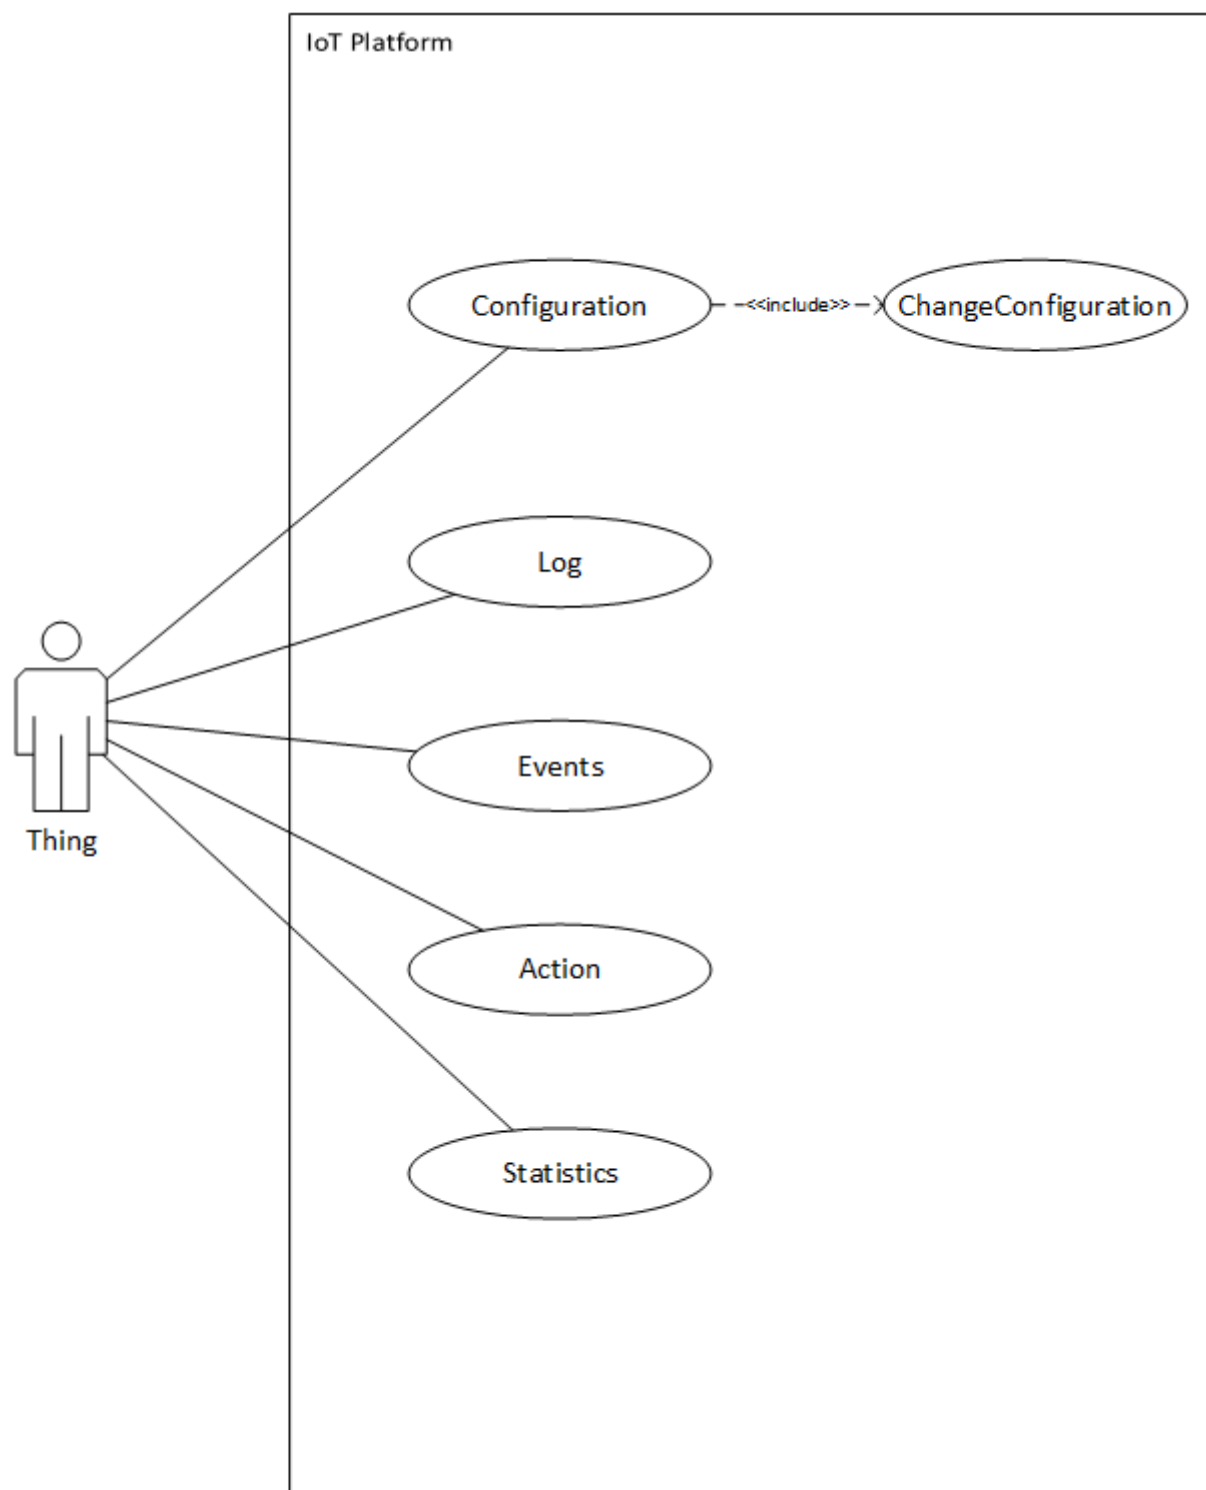 IoT Platform
Configuration
<<include>>
ChangeConfiguration
Log
Events
Thing
Action
Statistics